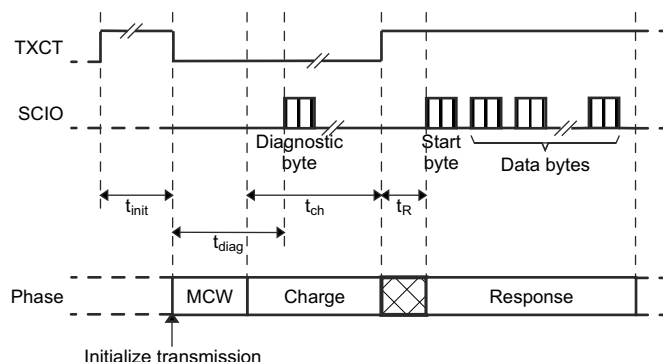 TXCT
SCIO
Diagnostic
byte
Start
byte
Data bytes
tinit
tch
tR
tdiag
Phase
MCW
Charge
Response
Initialize transmission